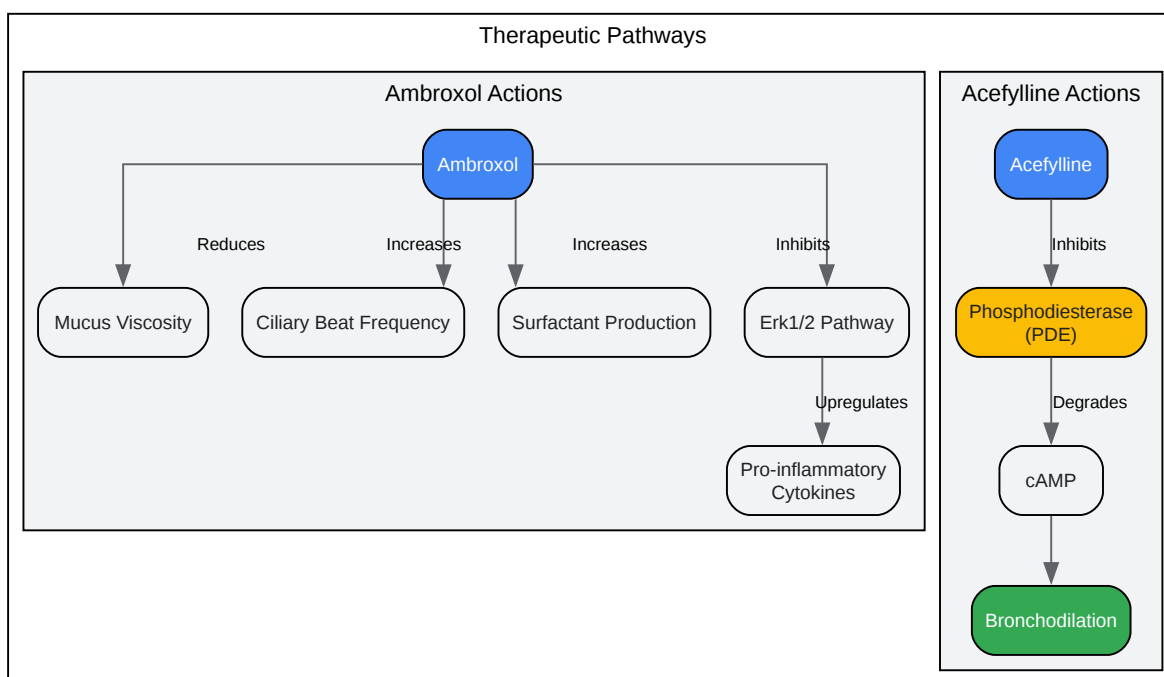 Therapeutic Pathways
Ambroxol Actions
Acefylline Actions
Ambroxol
Acefylline
Reduces
Increases
Increases
Inhibits
Inhibits
Mucus Viscosity
Ciliary Beat Frequency
Surfactant Production
Erk1/2 Pathway
Phosphodiesterase
(PDE)
Upregulates
Degrades
Pro-inflammatory
Cytokines
cAMP
Bronchodilation